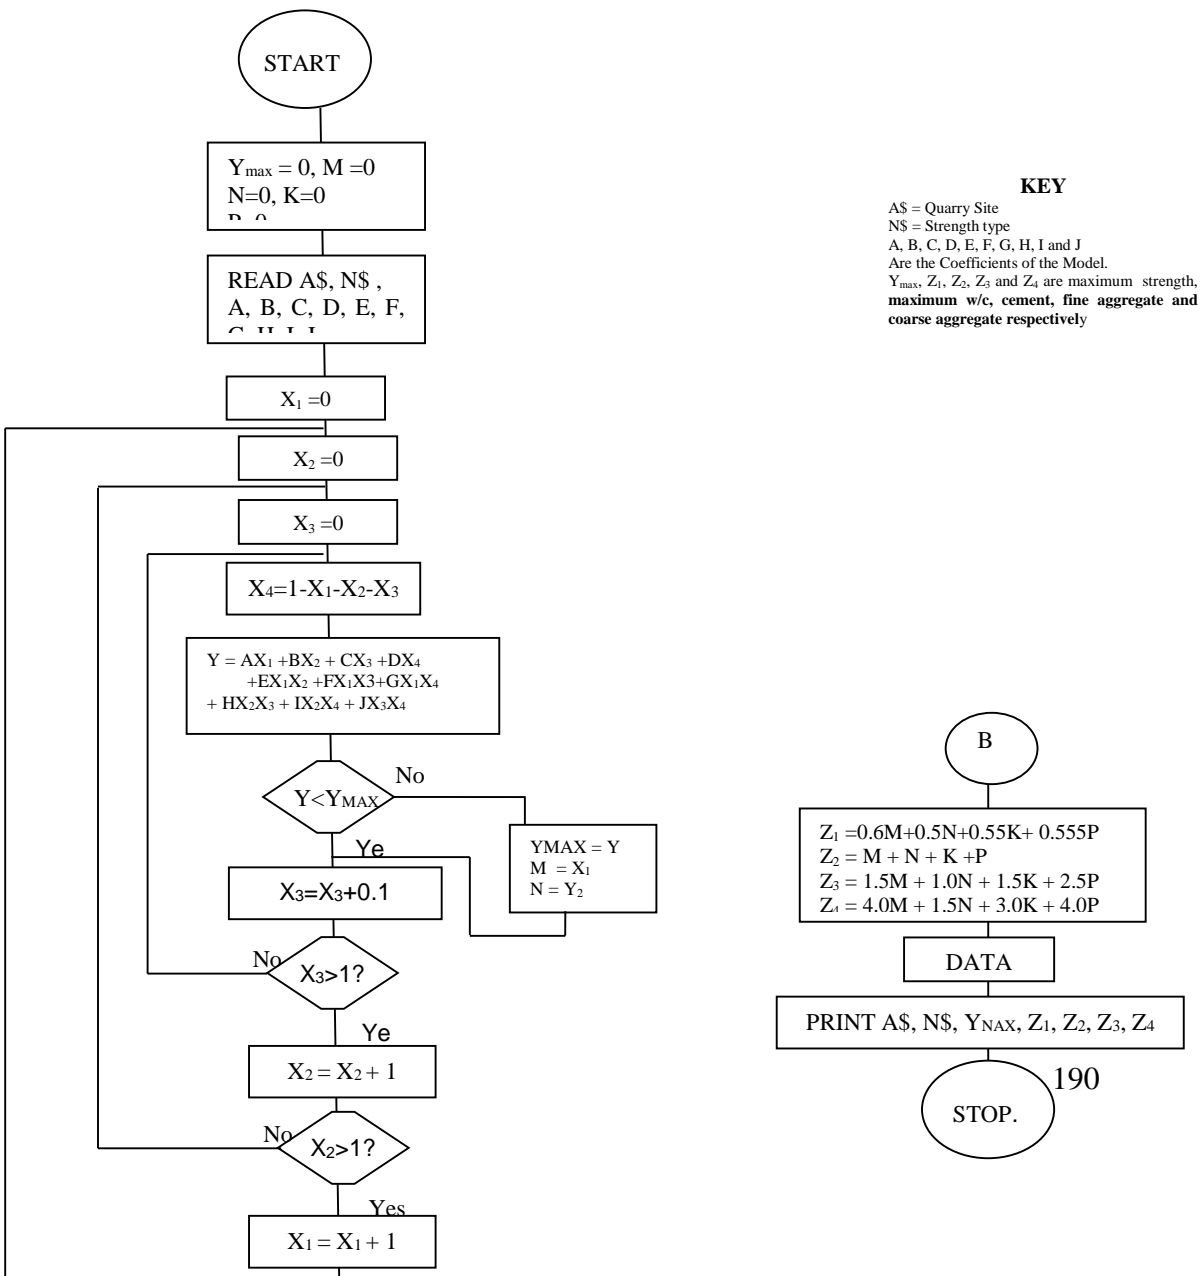 START
Ymax = 0, M =0
N=0, K=0
READ A$, N$ ,
A, B, C, D, E, F,
X1 =0
X2 =0
X3 =0
X4=1-X1-X2-X3
Y = AX1 +BX2 + CX3 +DX4
+EX1X2 +FX1X3+GX1X4
+ HX2X3 + IX2X4 + JX3X4
Y<YMAX
No
YMAX = Y
M = X1
N = Y2
Ye
X3=X3+0.1
No
X3>1?
Ye
X2 = X2 + 1
No
X2>1?
Yes
X1 = X1 + 1
KEY
A$ = Quarry Site
N$ = Strength type
A, B, C, D, E, F, G, H, I and J
Are the Coefficients of the Model.
Ymax, Z1, Z2, Z3 and Z4 are maximum strength,
maximum w/c, cement, fine aggregate and
coarse aggregate respectively
B
Z1 =0.6M+0.5N+0.55K+ 0.555P
Z2 = M + N + K +P
Z3 = 1.5M + 1.0N + 1.5K + 2.5P
Z4 = 4.0M + 1.5N + 3.0K + 4.0P
DATA
PRINT A$, N$, YNAX, Z1, Z2, Z3, Z4
190
STOP.